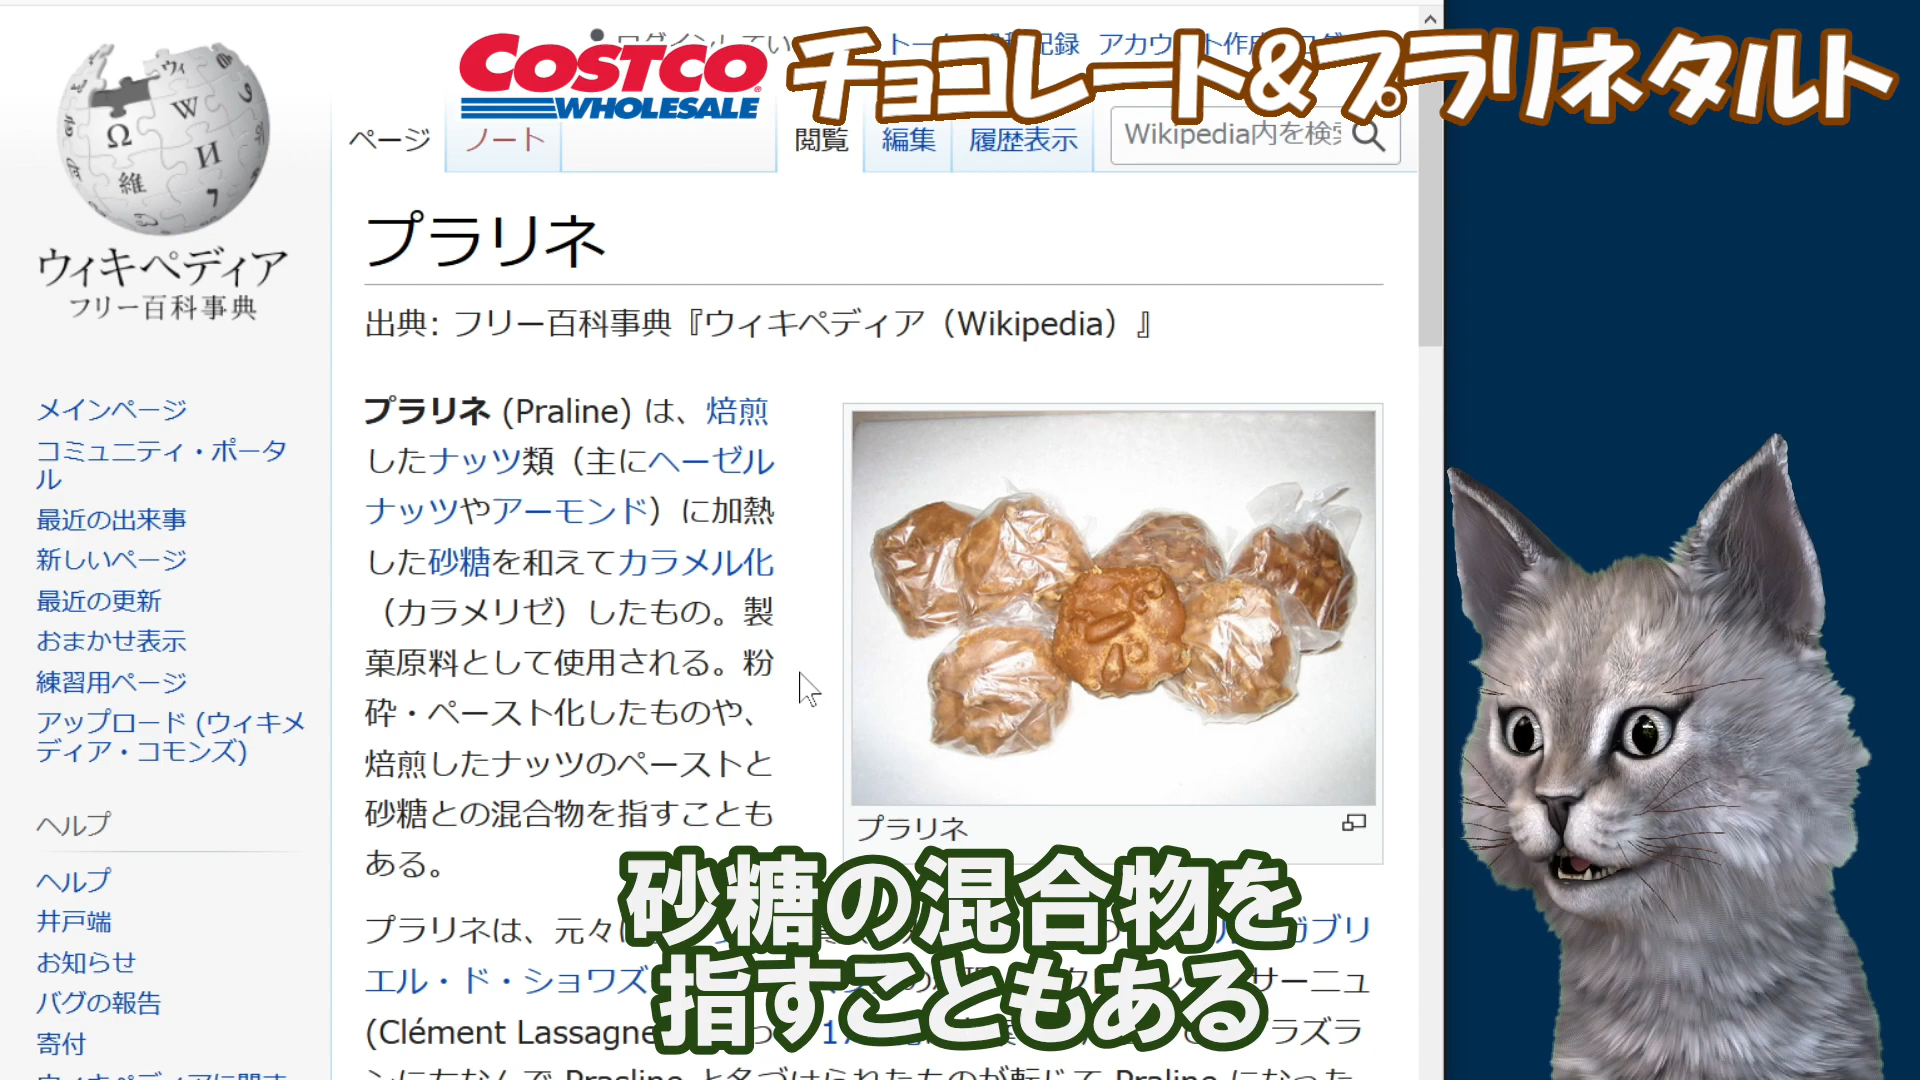 COSTCO
WHOLESALE
チョコレート&プラリネタルト
ページ
ノート
閲覧
編集
履歴表示
Wikipedia内を検索
ウィキペディア
フリー百科事典
プラリネ
出典: フリー百科事典『ウィキペディア（Wikipedia）』
メインページ
コミュニティ・ポータ
ル
最近の出来事
新しいページ
最近の更新
おまかせ表示
練習用ページ
アップロード (ウィキメ
ディア・コモンズ)
ヘルプ
ヘルプ
井戸端
お知らせ
バグの報告
寄付
プラリネ (Praline) は、焙煎
したナッツ類（主にヘーゼル
ナッツやアーモンド）に加熱
した砂糖を和えてカラメル化
（カラメリゼ）したもの。製
菓原料として使用される。粉
砕・ペースト化したものや、
焙煎したナッツのペーストと
砂糖との混合物を指すことも
ある。
プラリネ
プラリネは、元々
ガブリ
エル・ド・ショワズ
サーニュ
(Clément Lassagne
ラズラ
砂糖の混合物を
指すこともある